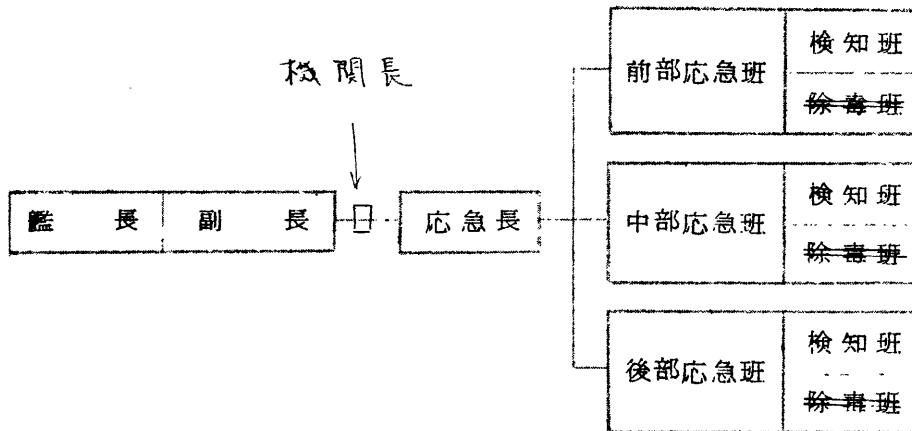 機関長
艦長 副長 応急長
前部応急班 検知班
除毒班
中部応急班 検知班
除毒班
後部応急班 検知班
除毒班